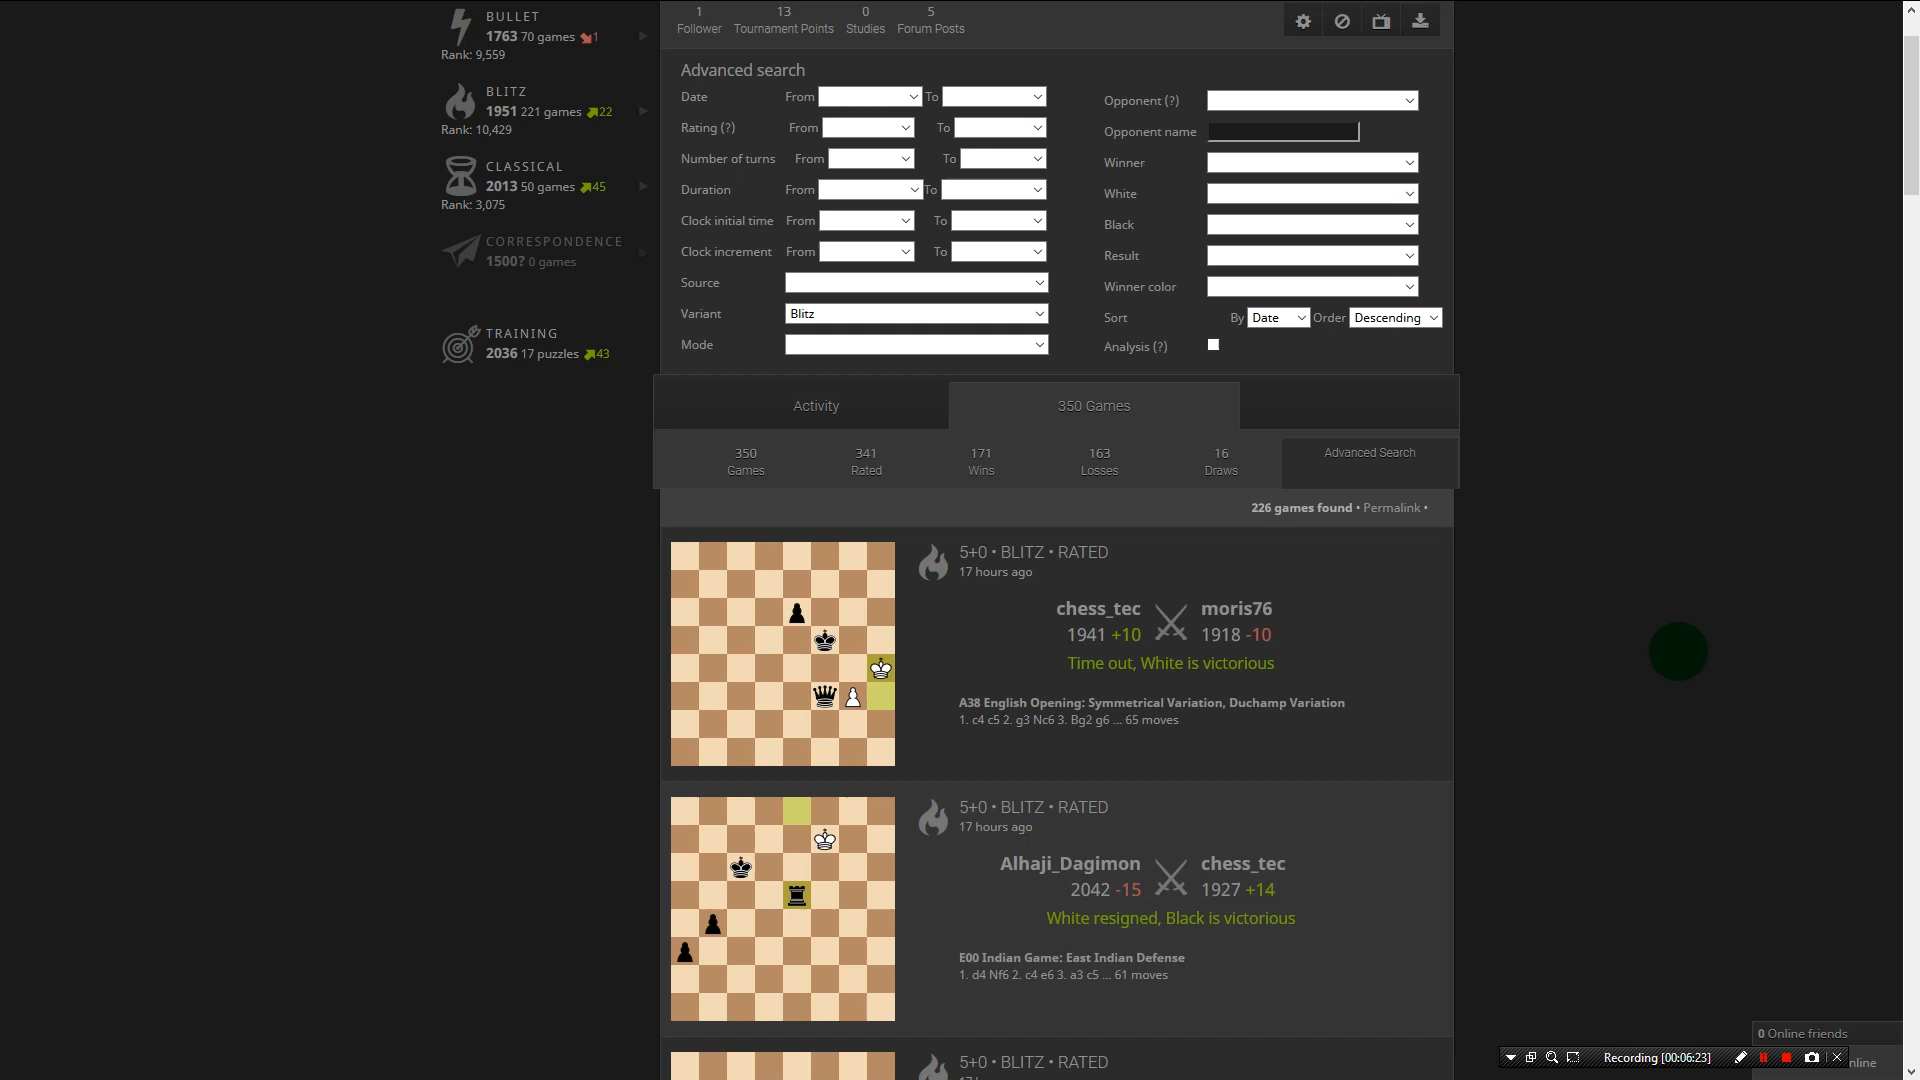 BULLET
1763 70 games 1
Rank: 9,559
BLITZ
1951 221 games 22
Rank: 10,429
CLASSICAL
2013 50 games 45
Rank: 3,075
CORRESPONDENCE
1500? 0 games
TRAINING
2036 17 puzzles 43
1 13 0 5
Follower Tournament Points Studies Forum Posts
Advanced search
Date From To
Rating (?) From To
Number of turns From To
Duration From To
Clock initial time From To
Clock increment From To
Source
Variant Blitz
Mode
Opponent (?)
Opponent name
Winner
White
Black
Result
Winner color
Sort By Date Order Descending
Analysis (?)
Activity 350 Games
350 341 171 163 16 Advanced Search
Games Rated Wins Losses Draws
226 games found • Permalink •
5+0 • BLITZ • RATED
17 hours ago
chess_tec moris76
1941 +10 1918 -10
Time out, White is victorious
A38 English Opening: Symmetrical Variation, Duchamp Variation
1. c4 c5 2. g3 Nc6 3. Bg2 g6 ... 65 moves
5+0 • BLITZ • RATED
17 hours ago
Alhaji_Dagimon chess_tec
2042 -15 1927 +14
White resigned, Black is victorious
E00 Indian Game: East Indian Defense
1. d4 Nf6 2. c4 e6 3. a3 c5 ... 61 moves
5+0 • BLITZ • RATED
0 Online friends
Recording [00:06:23]
nline